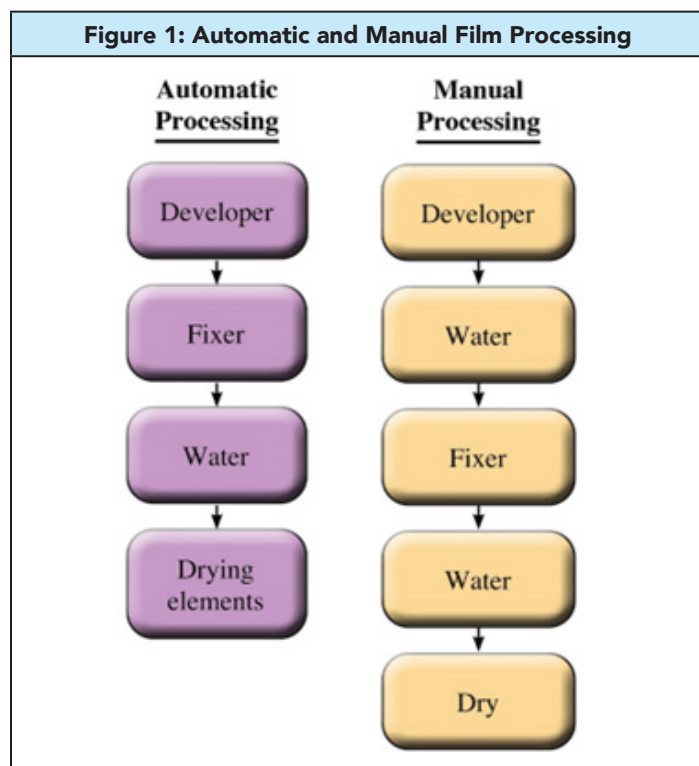 Figure 1: Automatic and Manual Film Processing
Automatic
Processing
Developer
Fixer
Water
Drying
elements
Manual
Processing
Developer
Water
Fixer
Water
Dry